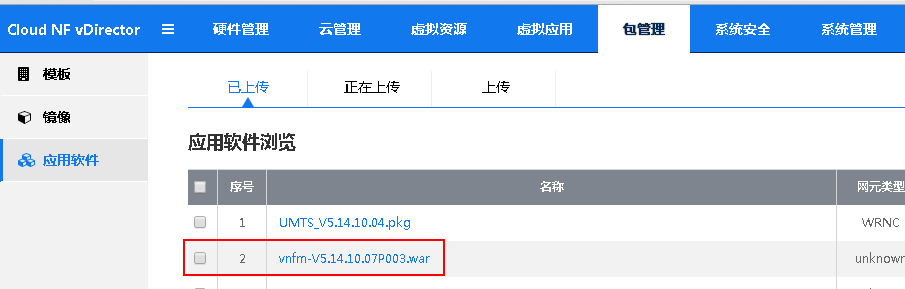 Cloud NF vDirector 硬件管理 云管理 虚拟资源 虚拟应用 包管理 系统安全 系统管理
模板
镜像
应用软件
已上传 正在上传 上传
应用软件浏览
序号 名称 网元类型
1 UMTS_V5.14.10.04.pkg WRNC
2 vnfm-V5.14.10.07P003.war unknown